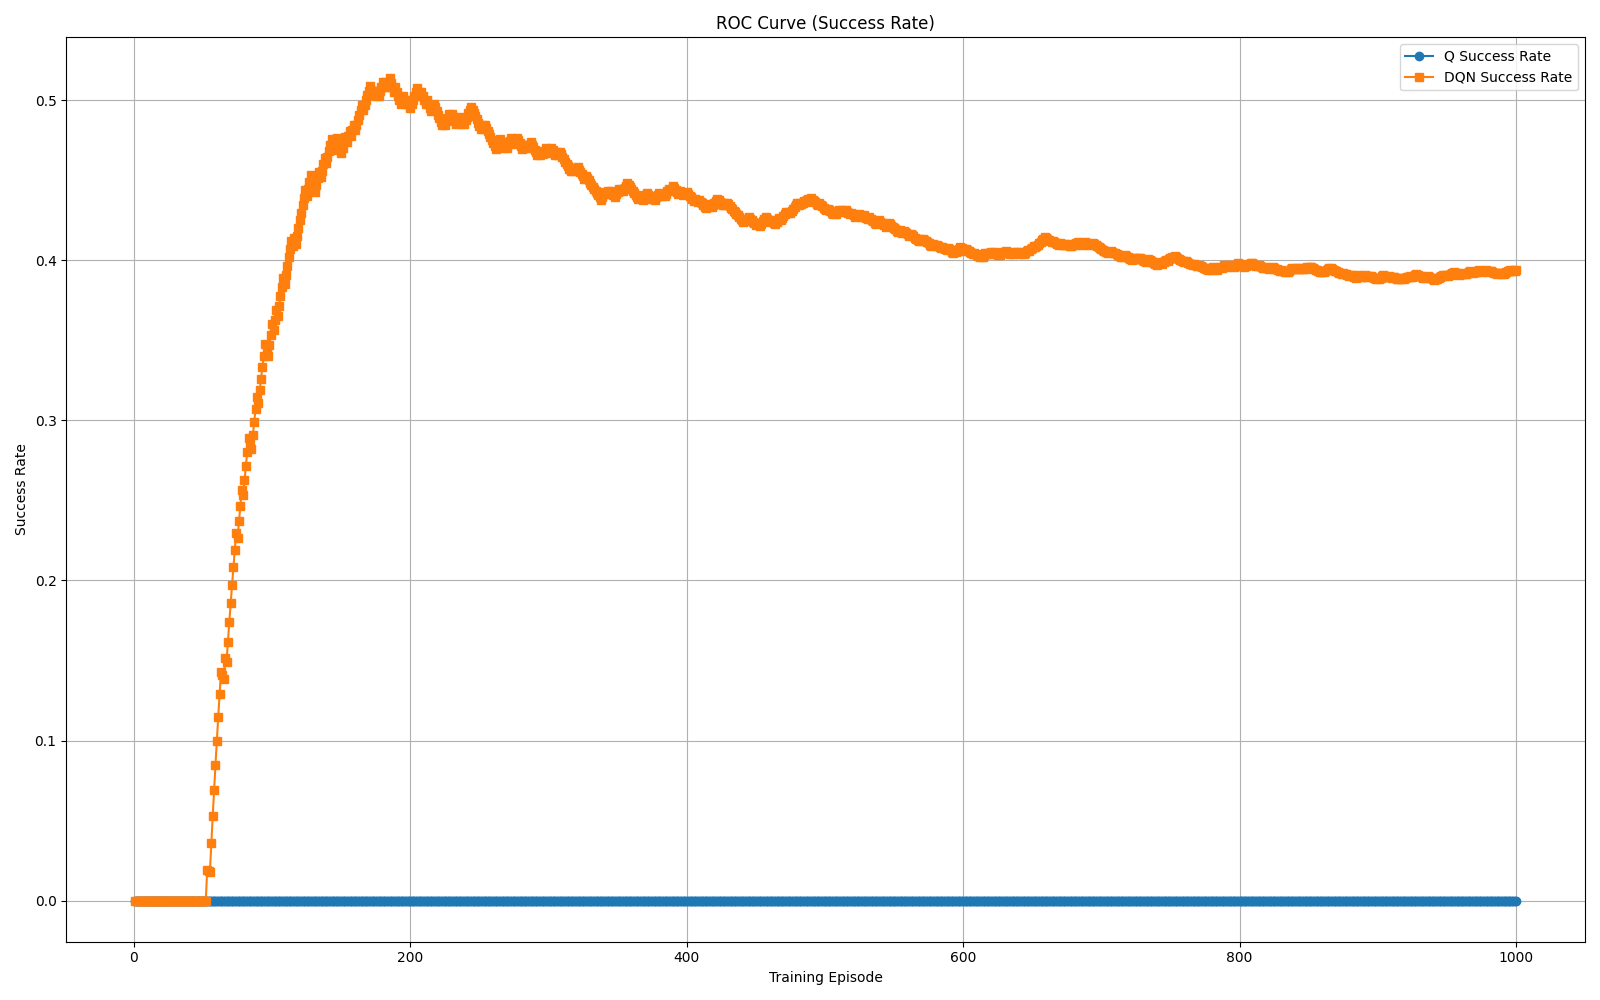 ROC Curve (Success Rate)
Q Success Rate
DQN Success Rate
Success Rate
0.5
0.4
0.3
0.2
0.1
0.0
0 200 400 600 800 1000
Training Episode